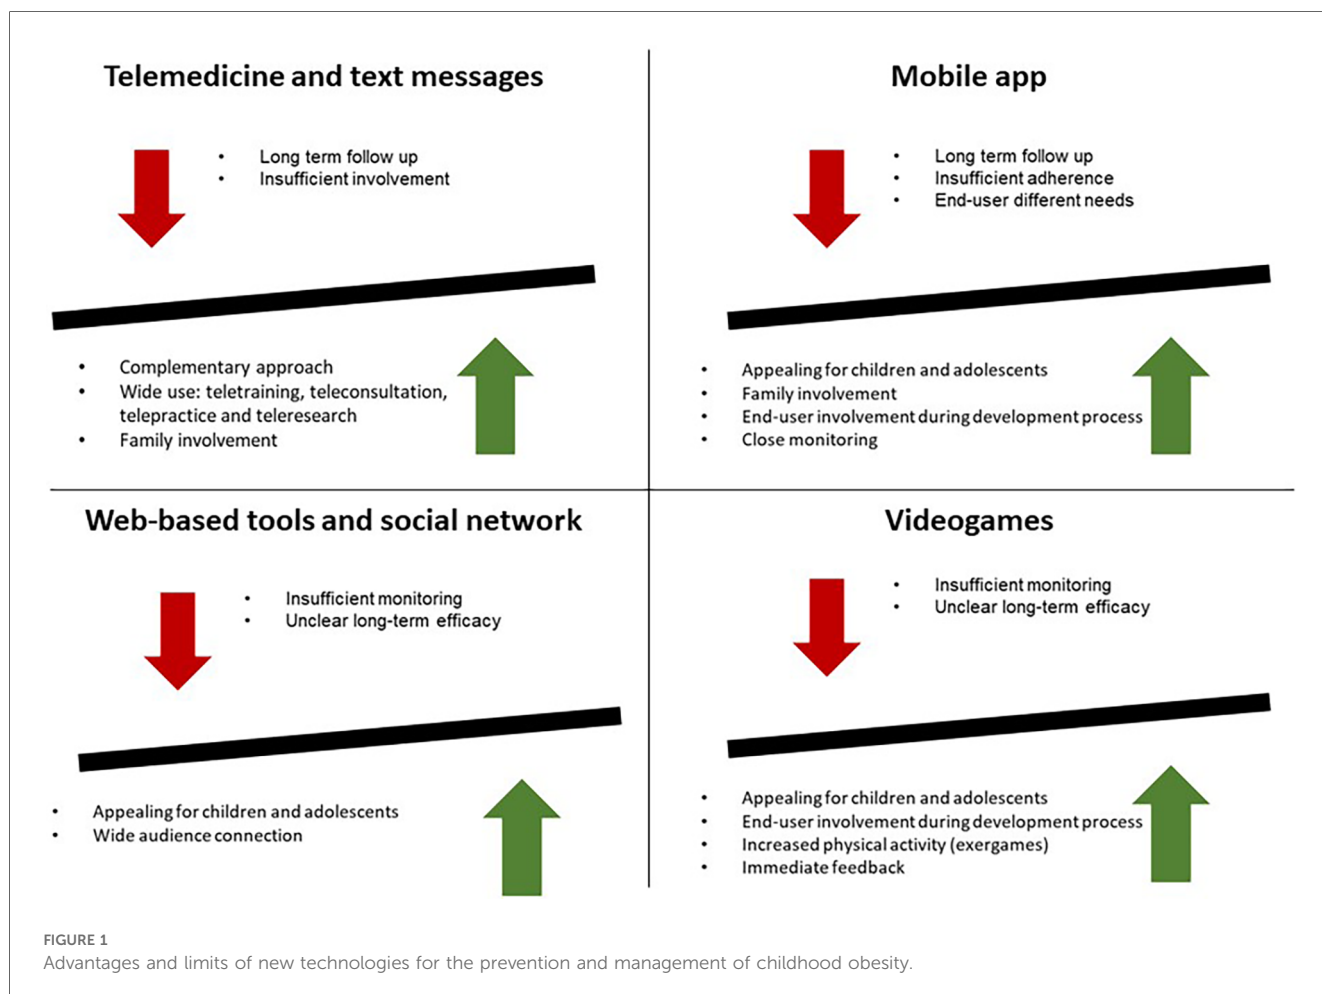 Telemedicine and text messages
• Long term follow up
• Insufficient involvement
• Complementary approach
• Wide use: teletraining, teleconsultation,
telepractice and teleresearch
• Family involvement
Mobile app
• Long term follow up
• Insufficient adherence
• End-user different needs
• Appealing for children and adolescents
• Family involvement
• End-user involvement during development process
• Close monitoring
Web-based tools and social network
• Insufficient monitoring
• Unclear long-term efficacy
• Appealing for children and adolescents
• Wide audience connection
Videogames
• Insufficient monitoring
• Unclear long-term efficacy
• Appealing for children and adolescents
• End-user involvement during development process
• Increased physical activity (exergames)
• Immediate feedback
FIGURE 1
Advantages and limits of new technologies for the prevention and management of childhood obesity.